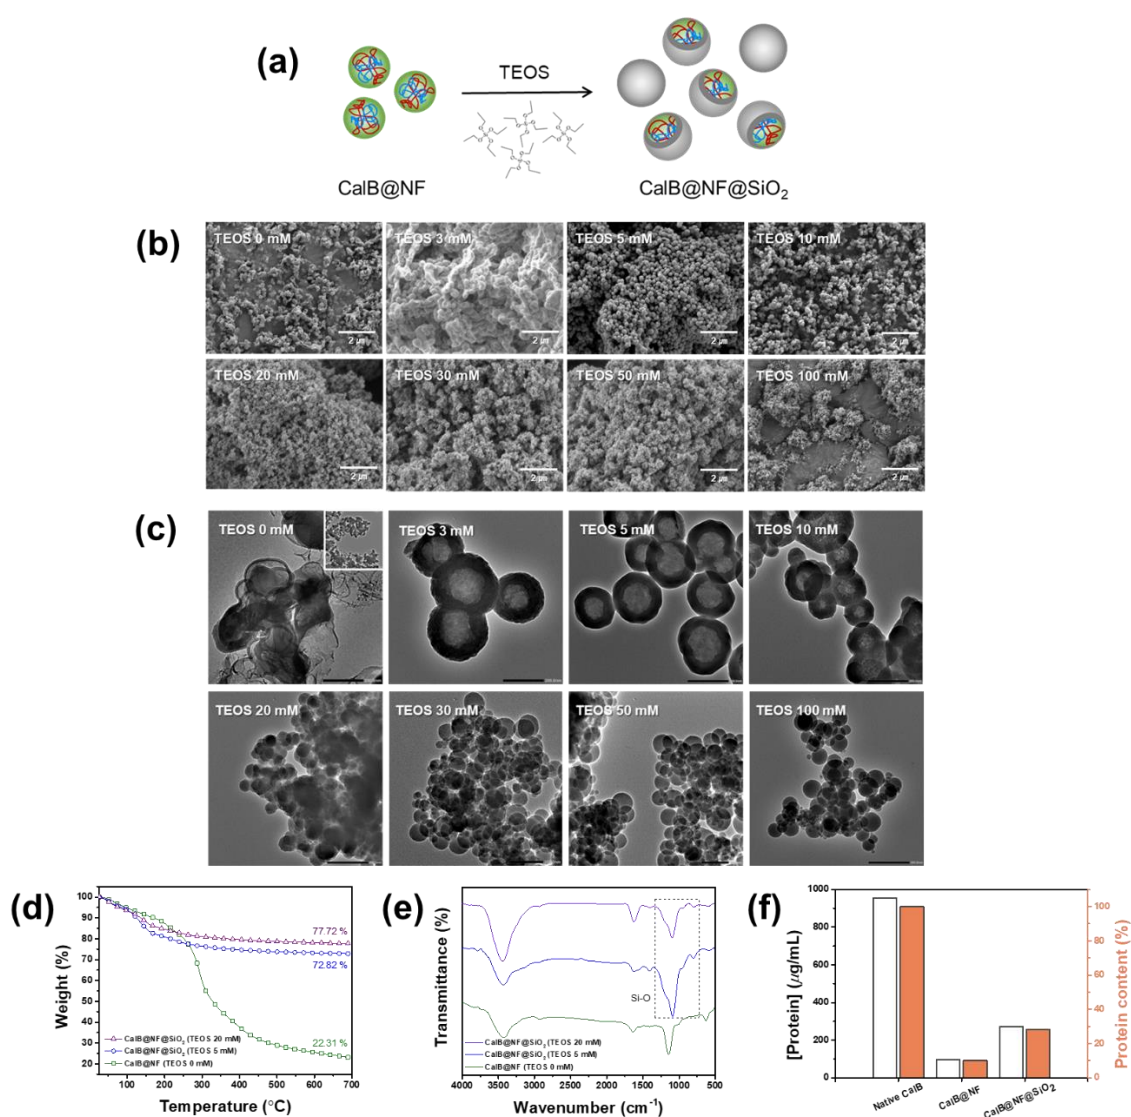 (a)
TEOS
CalB@NF
CalB@NF@SiO₂
(b)
TEOS 0 mM
TEOS 3 mM
TEOS 5 mM
TEOS 10 mM
2 µm
2 µm
2 µm
2 µm
TEOS 20 mM
TEOS 30 mM
TEOS 50 mM
TEOS 100 mM
2 µm
2 µm
2 µm
2 µm
(c)
TEOS 0 mM
TEOS 3 mM
TEOS 5 mM
TEOS 10 mM
TEOS 20 mM
TEOS 30 mM
TEOS 50 mM
TEOS 100 mM
(d)
Weight (%)
100
90
80
70
60
50
40
30
20
77.72 %
72.82 %
22.31 %
CalB@NF@SiO₂ (TEOS 20 mM)
CalB@NF@SiO₂ (TEOS 5 mM)
CalB@NF (TEOS 0 mM)
100 200 300 400 500 600 700
Temperature (°C)
(e)
Transmittance (%)
Si-O
CalB@NF@SiO₂ (TEOS 20 mM)
CalB@NF@SiO₂ (TEOS 5 mM)
CalB@NF (TEOS 0 mM)
4000 3500 3000 2500 2000 1500 1000 500
Wavenumber (cm⁻¹)
(f)
[Protein] (µg/mL)
1000
800
600
400
200
0
Protein content (%)
100
80
60
40
20
0
Native CalB
CalB@NF
CalB@NF@SiO₂